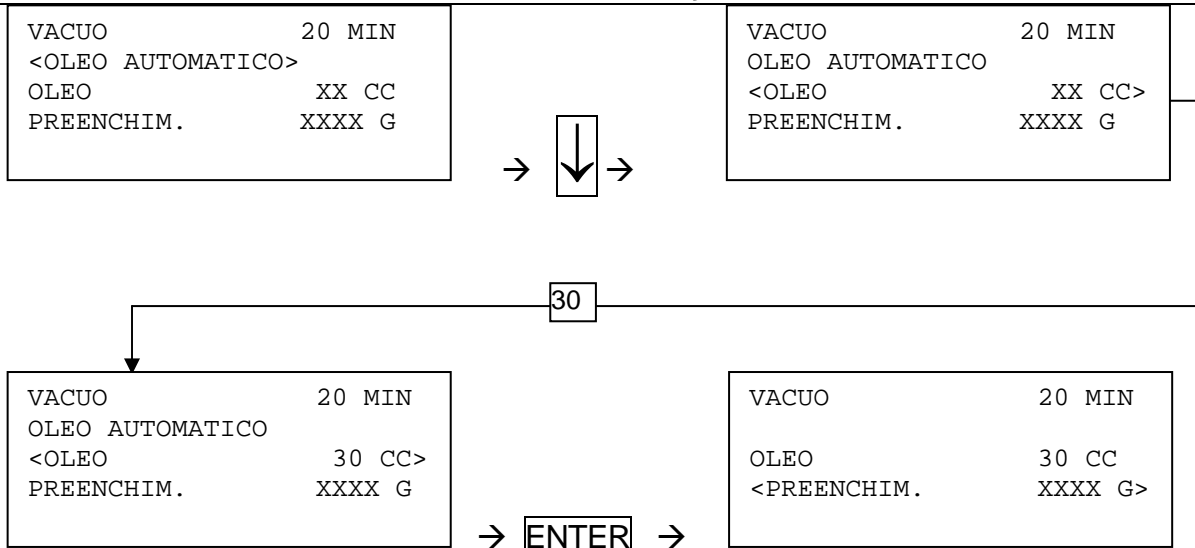 VACUO 20 MIN
<OLEO AUTOMATICO>
OLEO XX CC
PREENCHIM. XXXX G
→ ↓ →
VACUO 20 MIN
OLEO AUTOMATICO
<OLEO XX CC>
PREENCHIM. XXXX G
30
VACUO 20 MIN
OLEO AUTOMATICO
<OLEO 30 CC>
PREENCHIM. XXXX G
→ ENTER →
VACUO 20 MIN
OLEO 30 CC
<PREENCHIM. XXXX G>